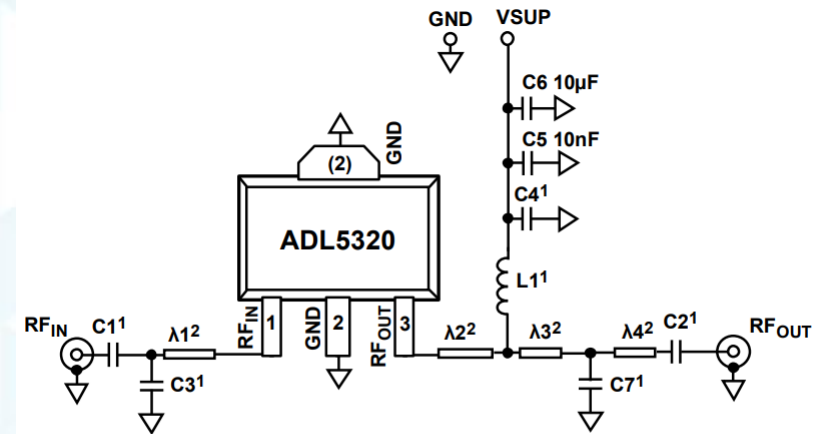 GND VSUP
C6 10µF
C5 10nF
C4¹
L1¹
(2)
GND
ADL5320
RF_IN
C1¹
λ1²
C3¹
RF_IN
1
GND
2
RF_OUT
3
λ2²
λ3²
λ4²
C2¹
RF_OUT
C7¹